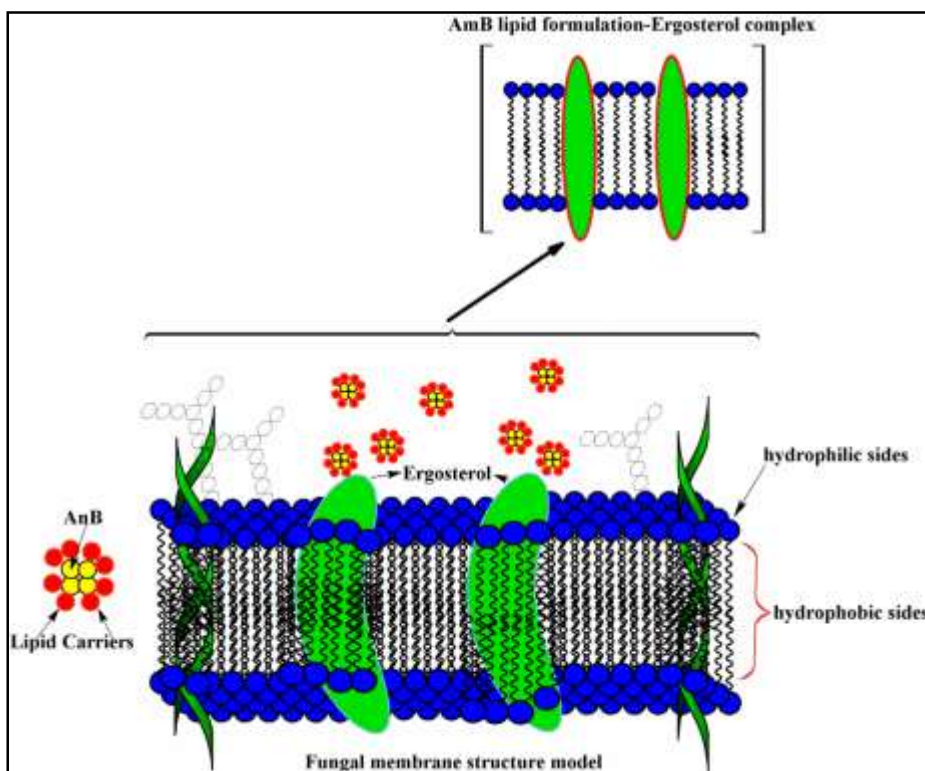 AmB lipid formulation-Ergosterol complex
hydrophilic sides
Ergosterol
AnB
hydrophobic sides
Lipid Carriers
Fungal membrane structure model